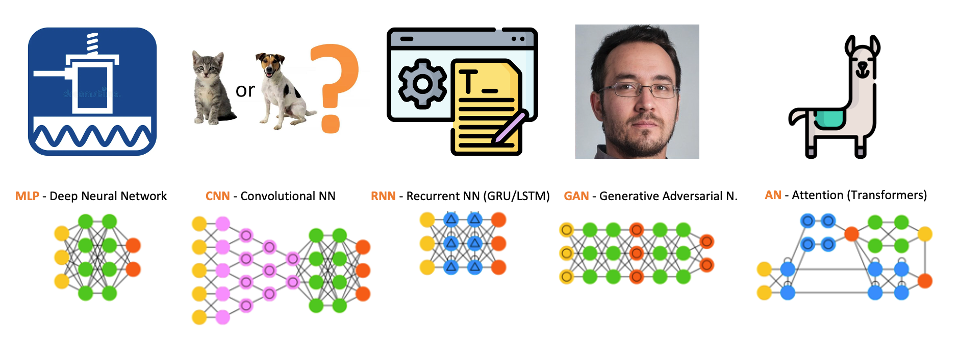 or
?
T_
MLP - Deep Neural Network
CNN - Convolutional NN
RNN - Recurrent NN (GRU/LSTM)
GAN - Generative Adversarial N.
AN - Attention (Transformers)